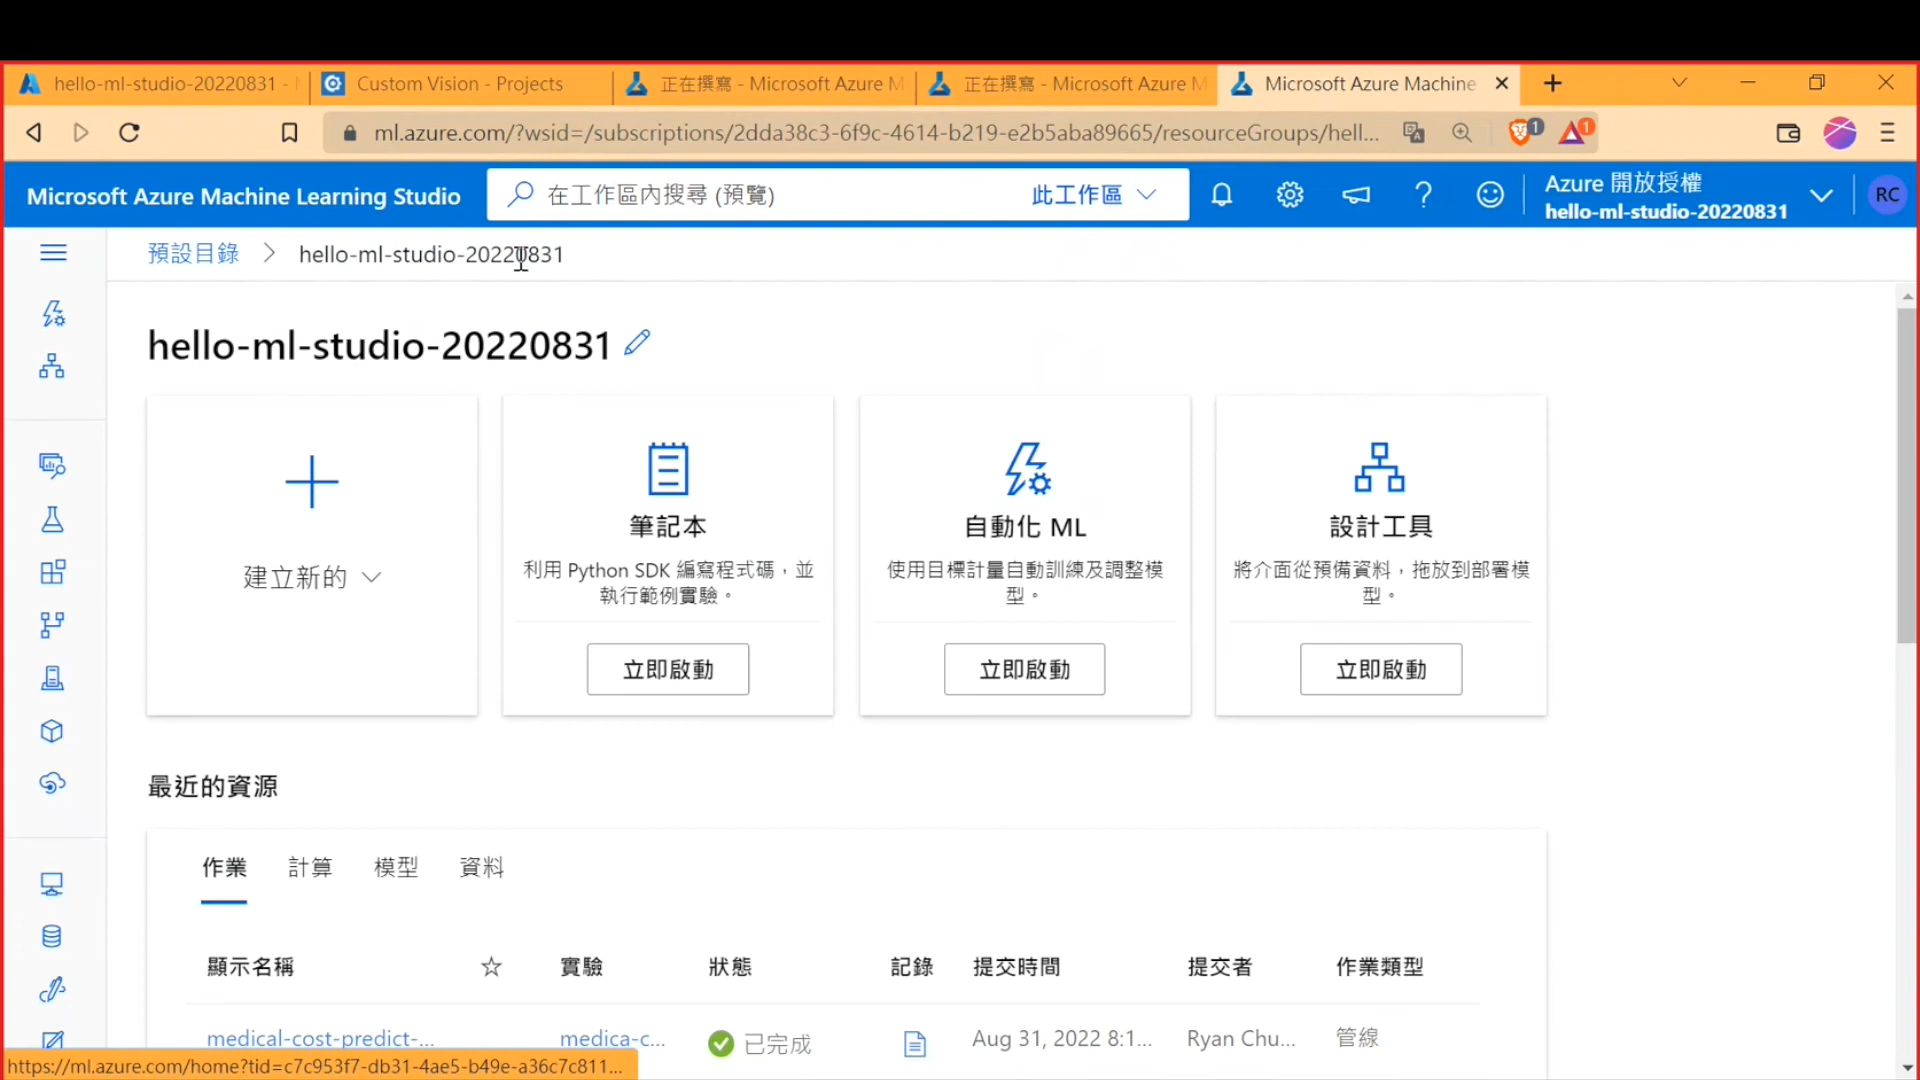 hello-ml-studio-20220831 -
Custom Vision - Projects
正在撰寫 - Microsoft Azure M
正在撰寫 - Microsoft Azure M
Microsoft Azure Machine
ml.azure.com/?wsid=/subscriptions/2dda38c3-6f9c-4614-b219-e2b5aba89665/resourceGroups/hell...
1
1
Microsoft Azure Machine Learning Studio
在工作區內搜尋 (預覽)
此工作區
Azure 開放授權
hello-ml-studio-20220831
RC
預設目錄 > hello-ml-studio-20220831
hello-ml-studio-20220831
建立新的
筆記本
利用 Python SDK 編寫程式碼，並
執行範例實驗。
立即啟動
自動化 ML
使用目標計量自動訓練及調整模
型。
立即啟動
設計工具
將介面從預備資料，拖放到部署模
型。
立即啟動
最近的資源
作業 計算 模型 資料
顯示名稱 實驗 狀態 記錄 提交時間 提交者 作業類型
medical-cost-predict-... medica-c... 已完成 Aug 31, 2022 8:1... Ryan Chu... 管線
https://ml.azure.com/home?tid=c7c953f7-db31-4ae5-b49e-a36c7c811...